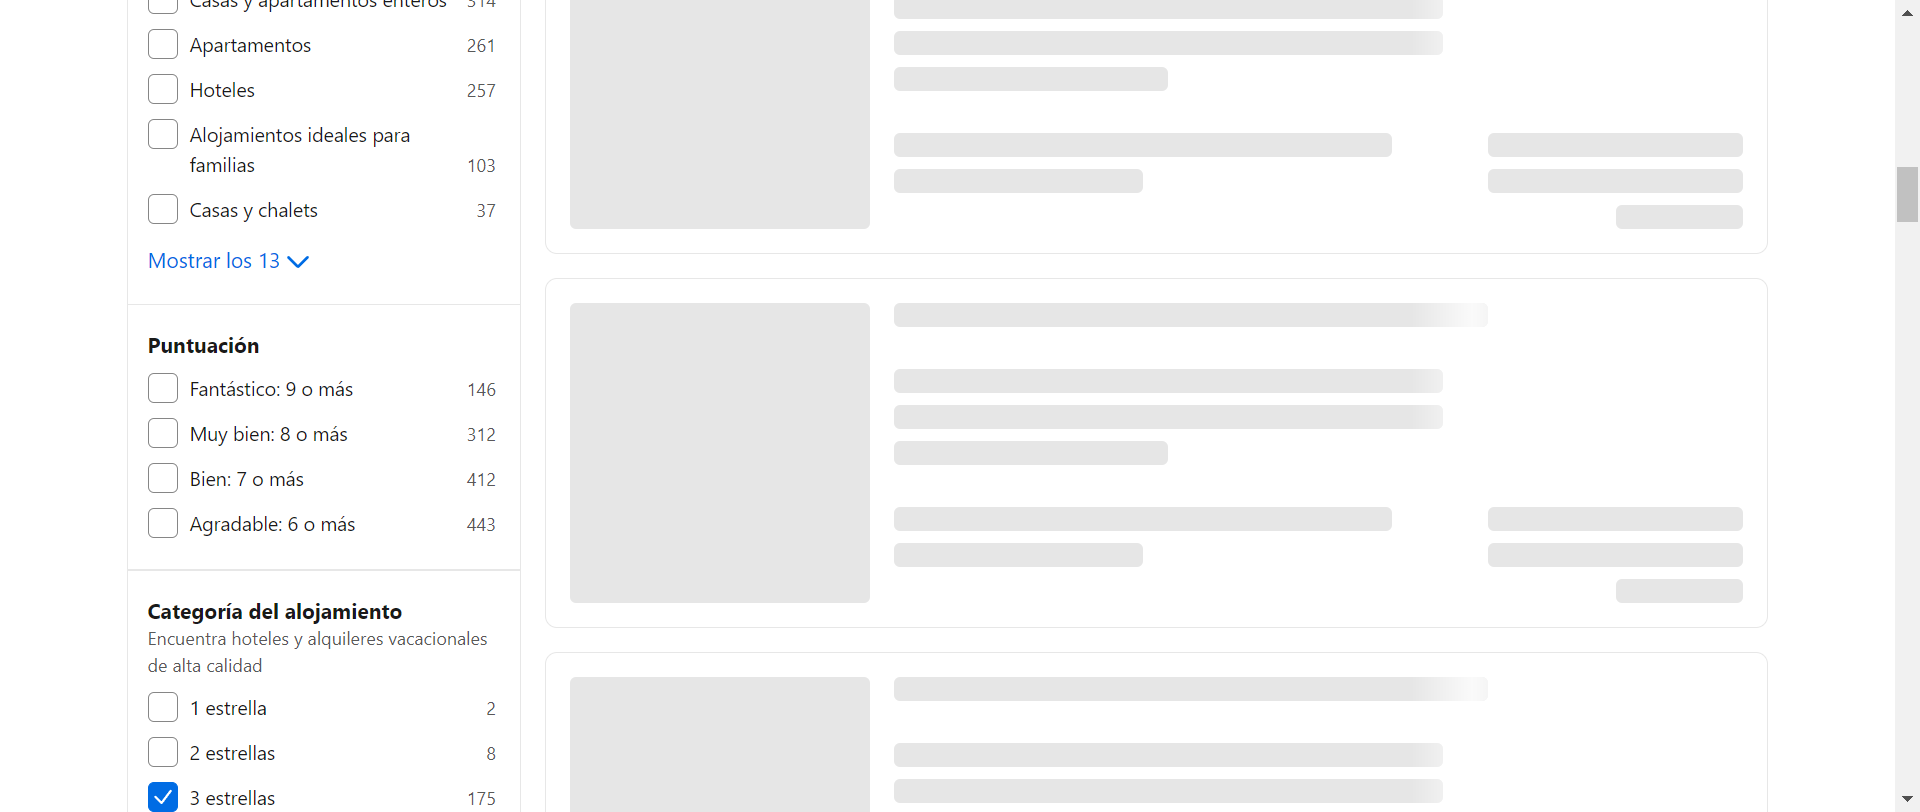 Casas y apartamentos enteros 314
Apartamentos 261
Hoteles 257
Alojamientos ideales para
familias 103
Casas y chalets 37
Mostrar los 13
Puntuación
Fantástico: 9 o más 146
Muy bien: 8 o más 312
Bien: 7 o más 412
Agradable: 6 o más 443
Categoría del alojamiento
Encuentra hoteles y alquileres vacacionales
de alta calidad
1 estrella 2
2 estrellas 8
3 estrellas 175